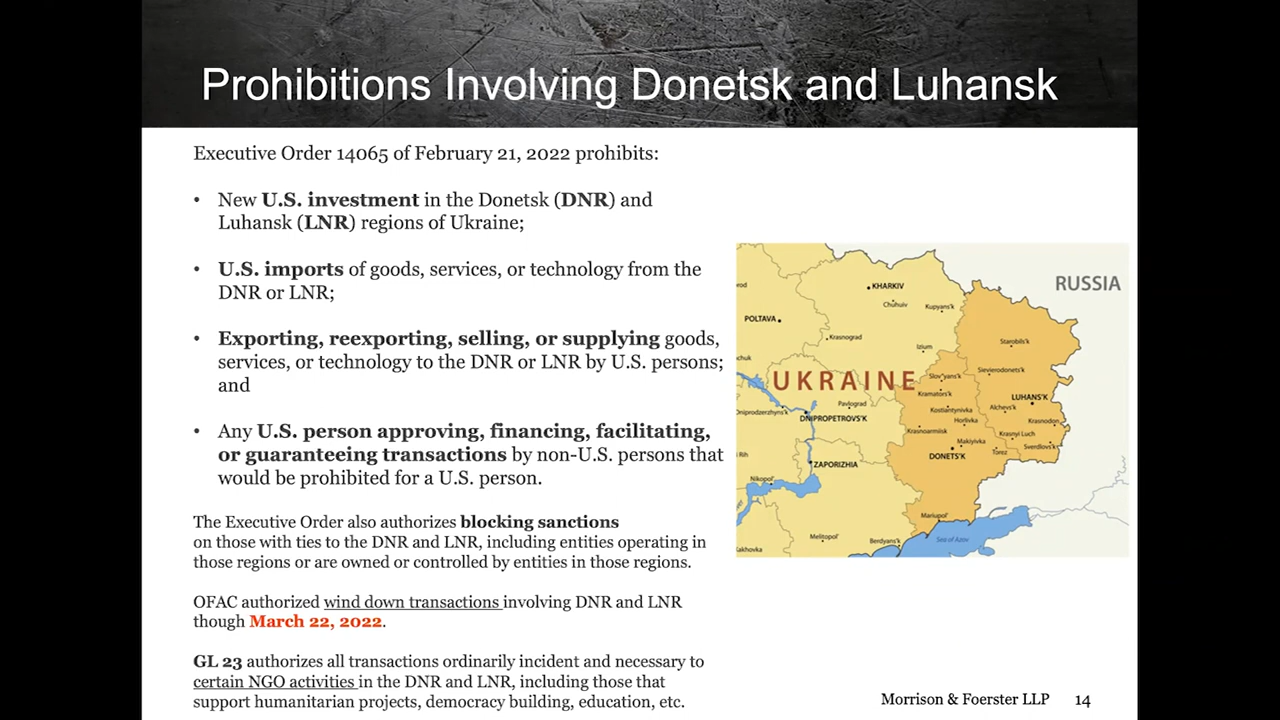 Prohibitions Involving Donetsk and Luhansk
Executive Order 14065 of February 21, 2022 prohibits:
• New U.S. investment in the Donetsk (DNR) and
Luhansk (LNR) regions of Ukraine;
• U.S. imports of goods, services, or technology from the
DNR or LNR;
• Exporting, reexporting, selling, or supplying goods,
services, or technology to the DNR or LNR by U.S. persons;
and
• Any U.S. person approving, financing, facilitating,
or guaranteeing transactions by non-U.S. persons that
would be prohibited for a U.S. person.
The Executive Order also authorizes blocking sanctions
on those with ties to the DNR and LNR, including entities operating in
those regions or are owned or controlled by entities in those regions.
OFAC authorized wind down transactions involving DNR and LNR
though March 22, 2022.
GL 23 authorizes all transactions ordinarily incident and necessary to
certain NGO activities in the DNR and LNR, including those that
support humanitarian projects, democracy building, education, etc.
RUSSIA
KHARKIV
Chuhuiv
Kupyans'k
POLTAVA
Krasnograd
Izium
Starobils'k
UKRAINE
Slov"yans'k
Sievierodonets'k
Kramators'k
LUHANS'K
Pavlograd
Kostiantynivka
Alchevs'k
Dniprodzerzhyns'k
DNIPROPETROVS'K
Horlivka
Krasnodon
Krasnoarmiisk
Krasnyi Luch
Makiyivka
Sverdlovs'k
DONETS'K
Torez
Rih
ZAPORIZHIA
Nikopol'
Mariupol'
Melitopol'
Berdyans'k
Sea of Azov
Kakhovka
Morrison & Foerster LLP 14